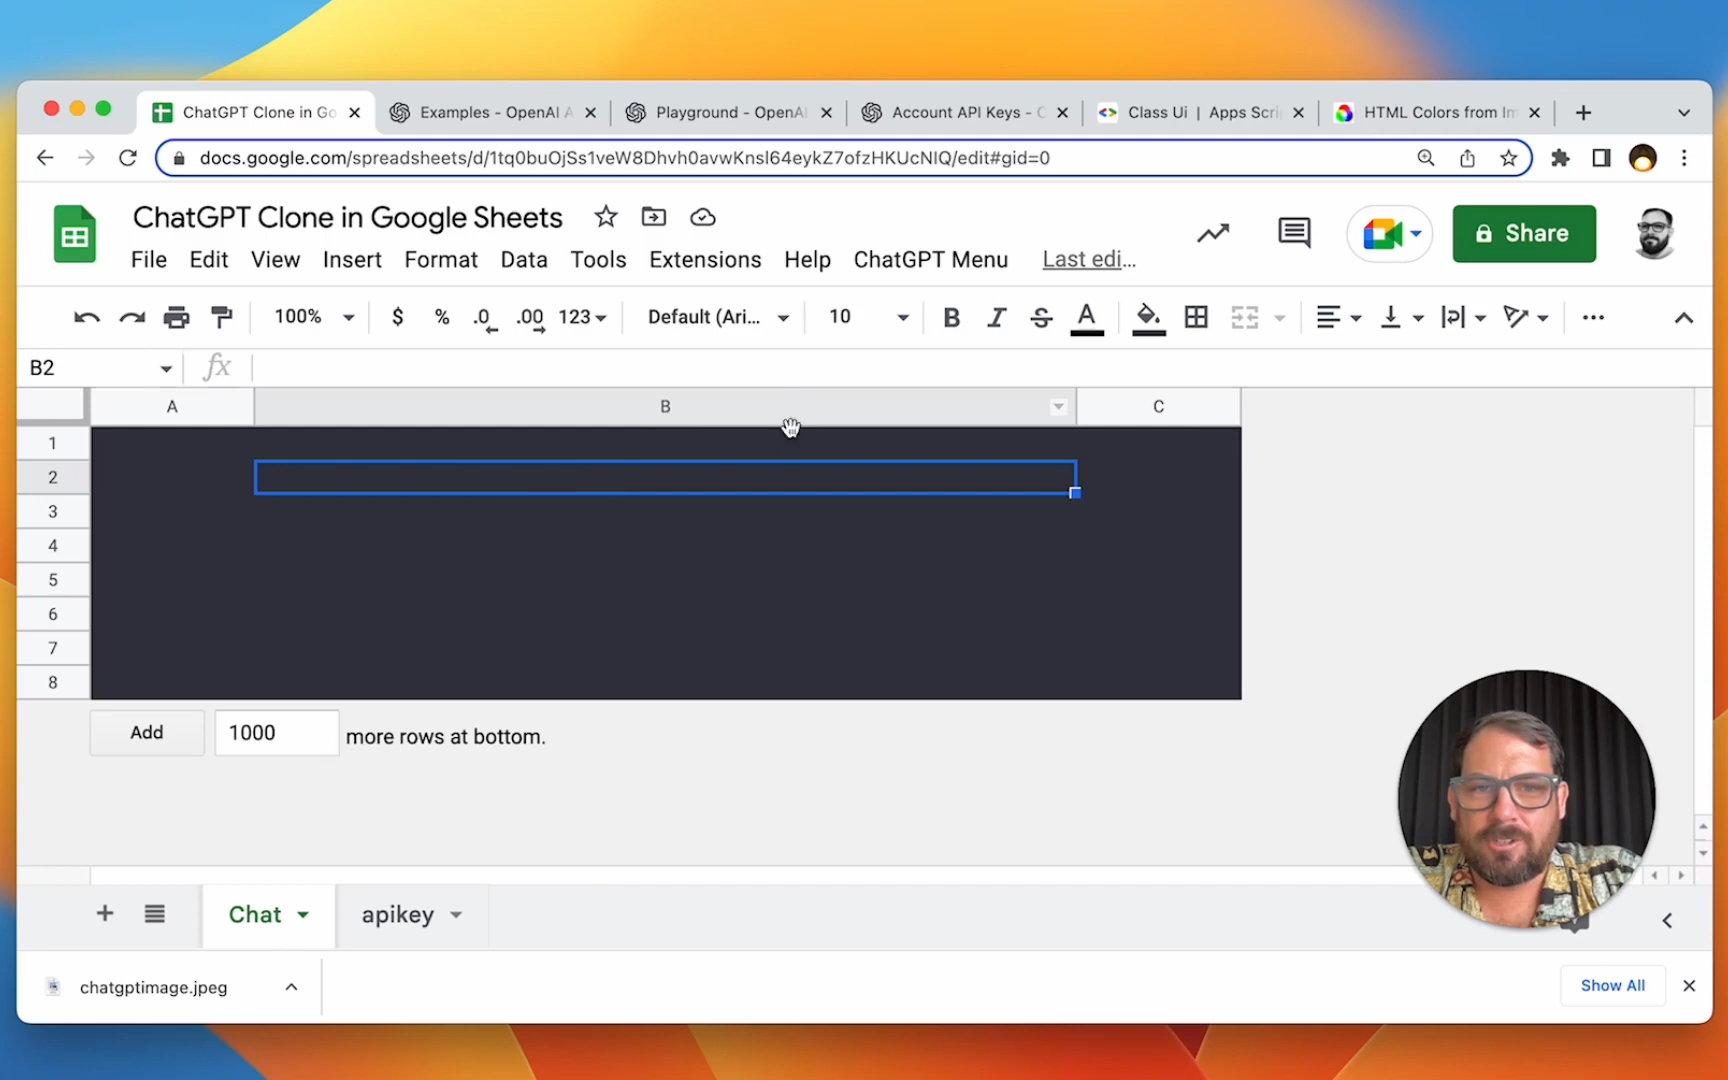 ChatGPT Clone in Go
Examples - OpenAI A
Playground - OpenAI
Account API Keys - O
Class Ui | Apps Scri
HTML Colors from Im
docs.google.com/spreadsheets/d/1tq0buOjSs1veW8Dhvh0avwKnsl64eykZ7ofzHKUcNIQ/edit#gid=0
ChatGPT Clone in Google Sheets
Share
File Edit View Insert Format Data Tools Extensions Help ChatGPT Menu Last edi...
100% $ % .0 .00 123 Default (Ari... 10 B I S A
B2 fx
A B C
1
2
3
4
5
6
7
8
Add 1000 more rows at bottom.
Chat apikey
chatgptimage.jpeg
Show All